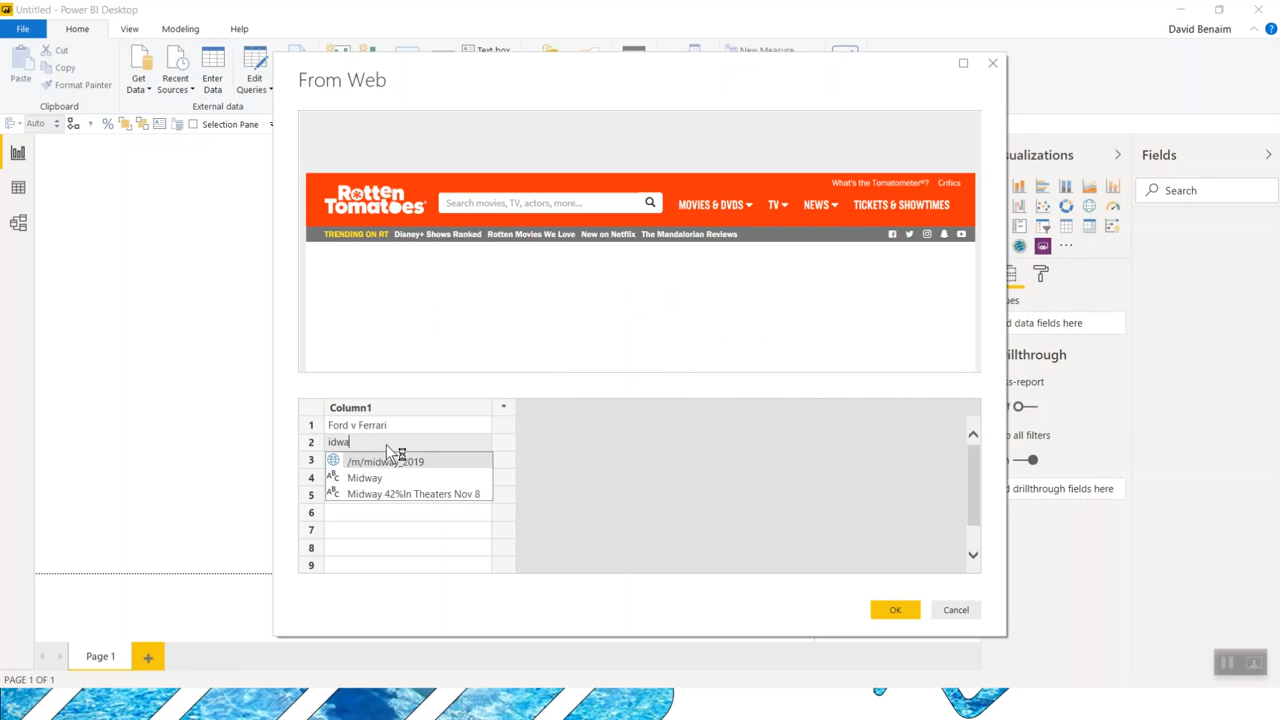 Untitled - Power BI Desktop
David Benaim
File
Home
View
Modeling
Help
Paste
Cut
Copy
Format Painter
Clipboard
Get
Data
Recent
Sources
Enter
Data
Edit
Queries
External data
Text box
New Measure
Auto
Selection Pane
From Web
What's the Tomatometer®?
Critics
Rotten
Tomatoes
Search movies, TV, actors, more...
MOVIES & DVDS
TV
NEWS
TICKETS & SHOWTIMES
TRENDING ON RT
Disney+ Shows Ranked
Rotten Movies We Love
New on Netflix
The Mandalorian Reviews
Column1
*
1
Ford v Ferrari
2
idwa
3
/m/midway_2019
4
Midway
5
Midway 42%In Theaters Nov 8
6
7
8
9
OK
Cancel
sualizations
Fields
Search
ues
d data fields here
illthrough
ss-report
f
p all filters
n
d drillthrough fields here
Page 1
PAGE 1 OF 1